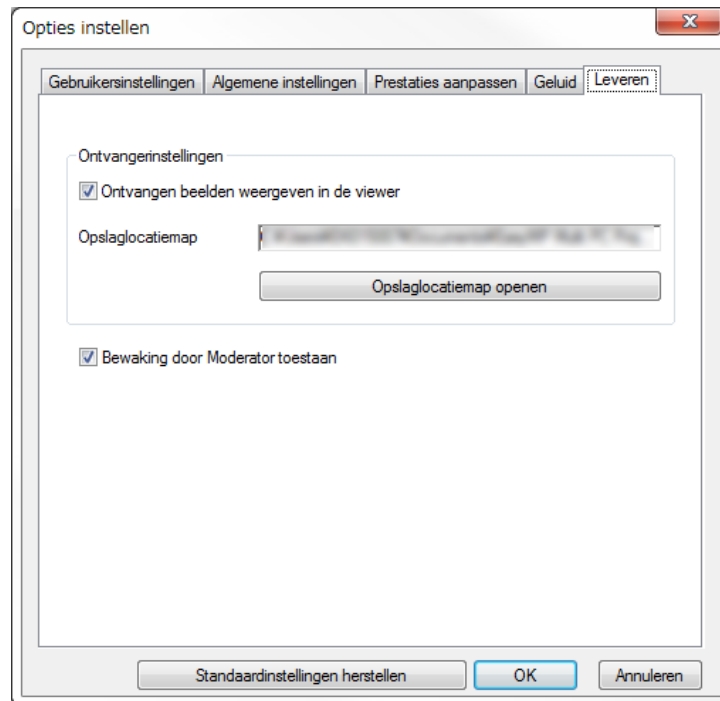 Opties instellen
Gebruikersinstellingen Algemene instellingen Prestaties aanpassen Geluid Leveren
Ontvangerinstellingen
Ontvangen beelden weergeven in de viewer
Opslaglocatiemap
Opslaglocatiemap openen
Bewaking door Moderator toestaan
Standaardinstellingen herstellen OK Annuleren